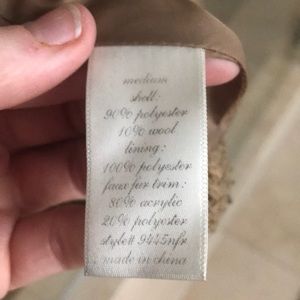 medium
shell:
90% polyester
10% wool
lining:
100% polyester
faux fur trim:
80% acrylic
20% polyester
style# 9445nfr
made in china